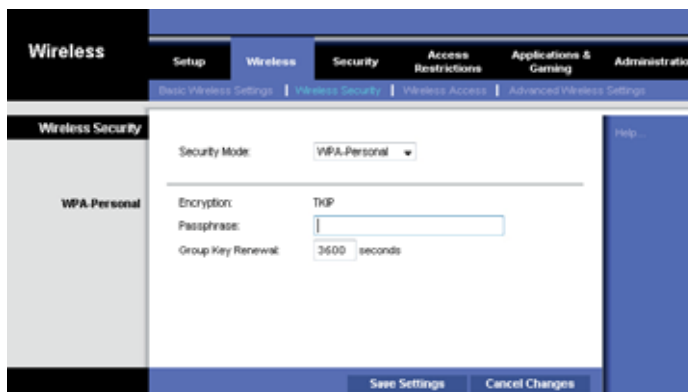 Wireless
Setup Wireless Security Access Restrictions Applications & Gaming Administratio
Basic Wireless Settings | Wireless Security | Wireless Access | Advanced Wireless Settings
Wireless Security
Security Mode: WPA-Personal
WPA-Personal
Encryption: TKIP
Passphrase:
Group Key Renewal: 3600 seconds
Help...
Save Settings Cancel Changes